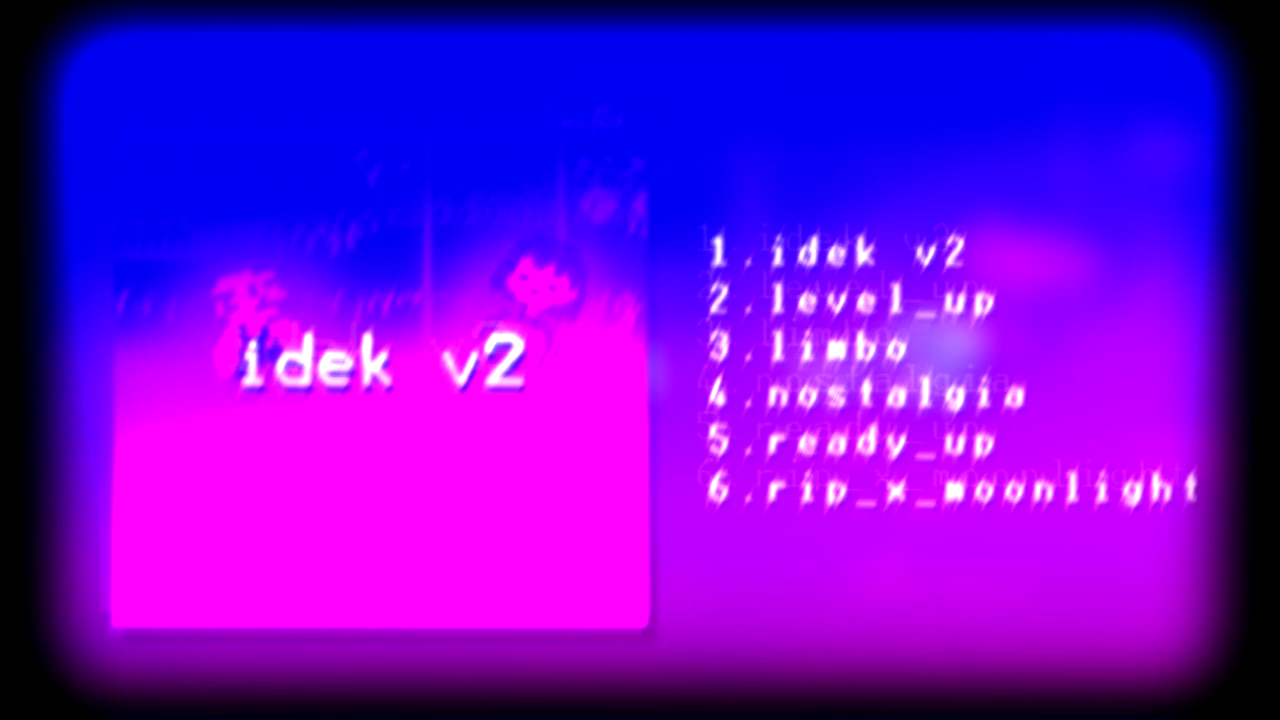 idek v2
1.idek v2
2.level_up
3.limbo
4.nostalgia
5.ready_up
6.rip_x_moonlight